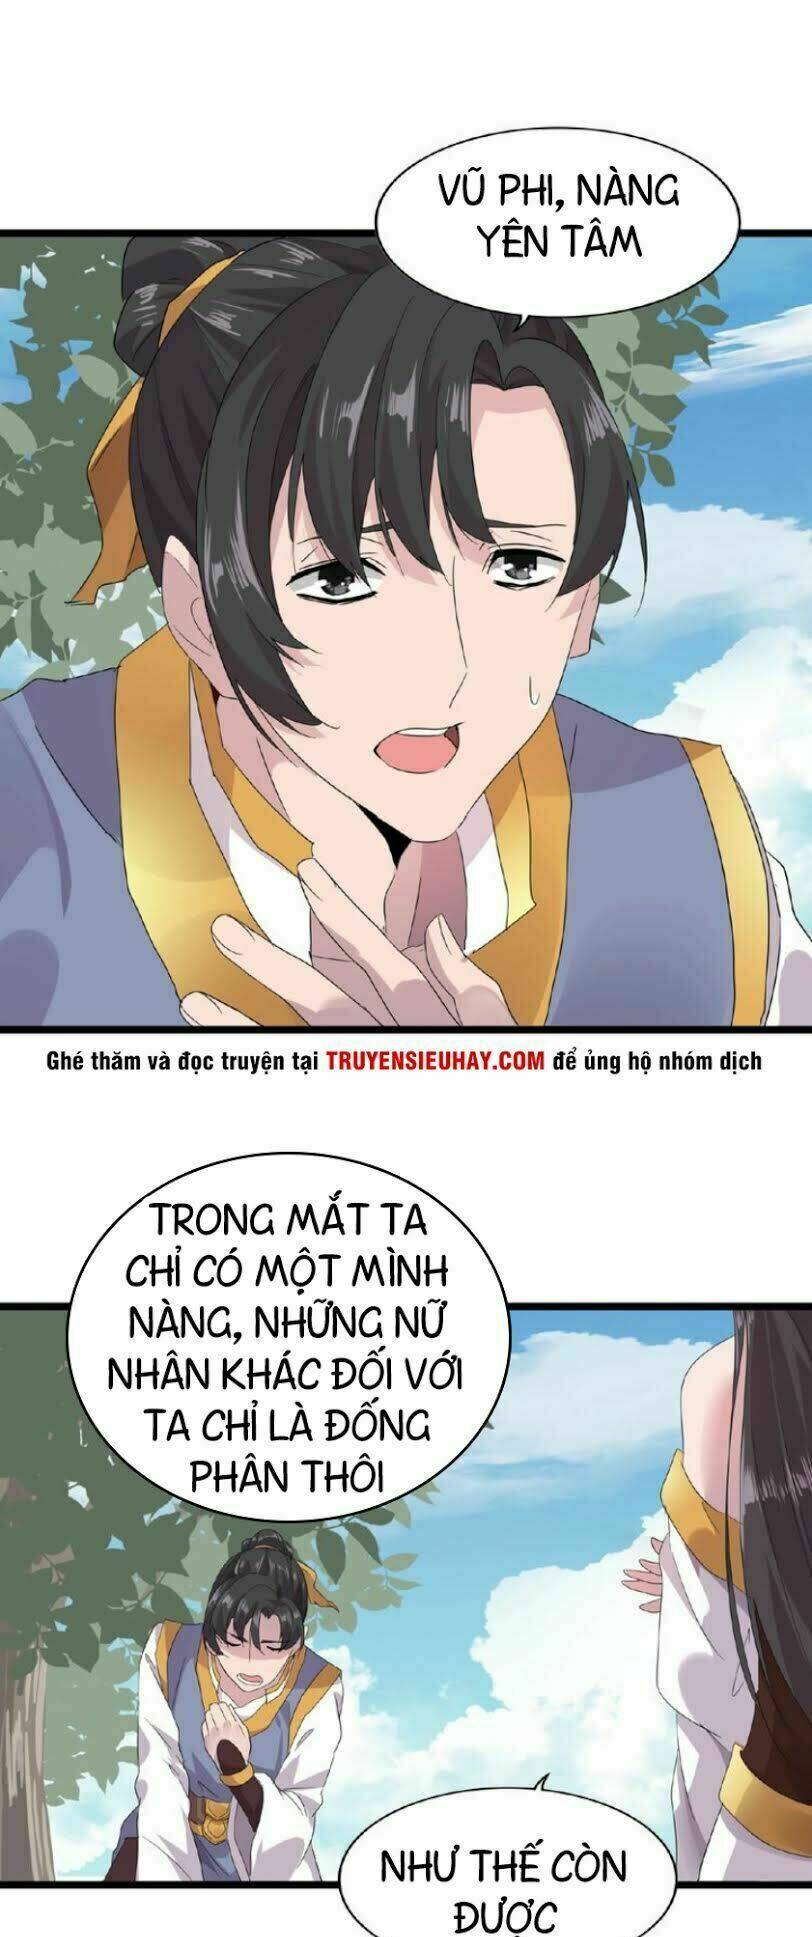 VŨ PHI, NÀNG
YÊN TÂM
Ghé thăm và đọc truyện tại TRUYENSIEUHAY.COM để ủng hộ nhóm dịch
TRONG MẮT TA
CHỈ CÓ MỘT MÌNH
NÀNG, NHỮNG NỮ
NHÂN KHÁC ĐỐI VỚI
TA CHỈ LÀ ĐỐNG
PHÂN THÔI
NHƯ THẾ CÒN
ĐƯỢC